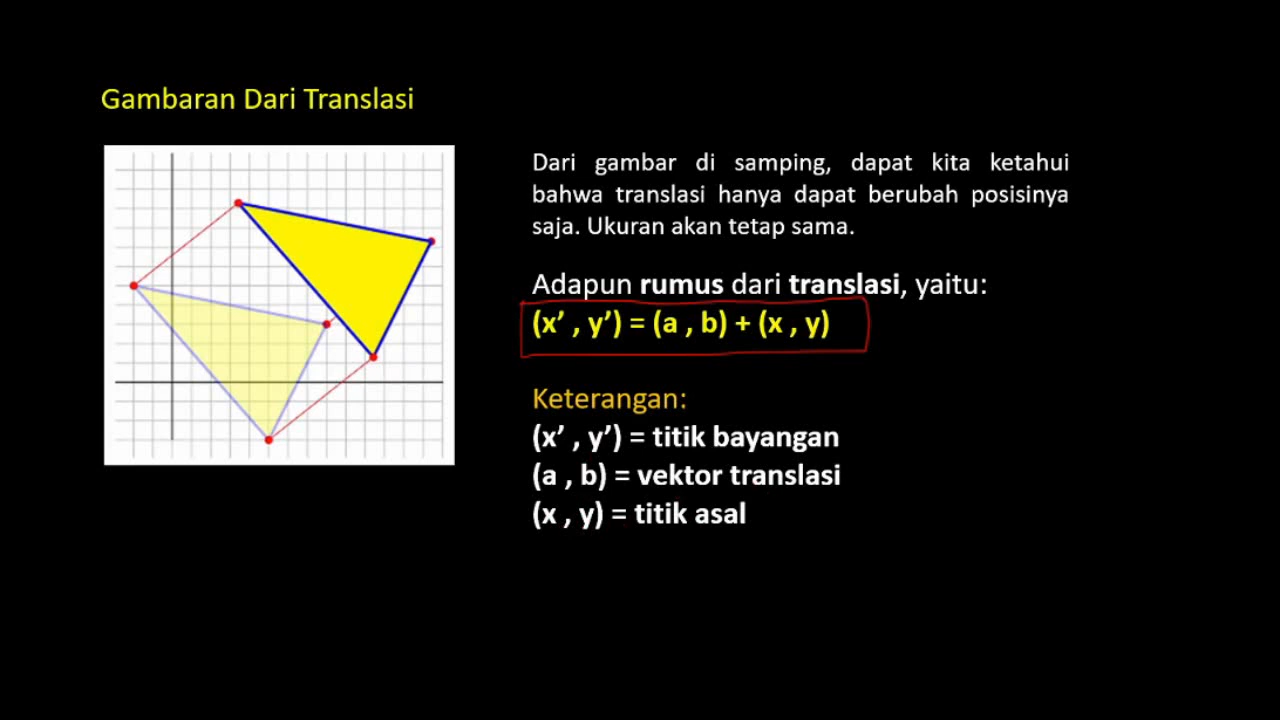 Gambaran Dari Translasi
Dari gambar di samping, dapat kita ketahui
bahwa translasi hanya dapat berubah posisinya
saja. Ukuran akan tetap sama.
Adapun rumus dari translasi, yaitu:
(x’ , y’) = (a , b) + (x , y)
Keterangan:
(x’ , y’) = titik bayangan
(a , b) = vektor translasi
(x , y) = titik asal